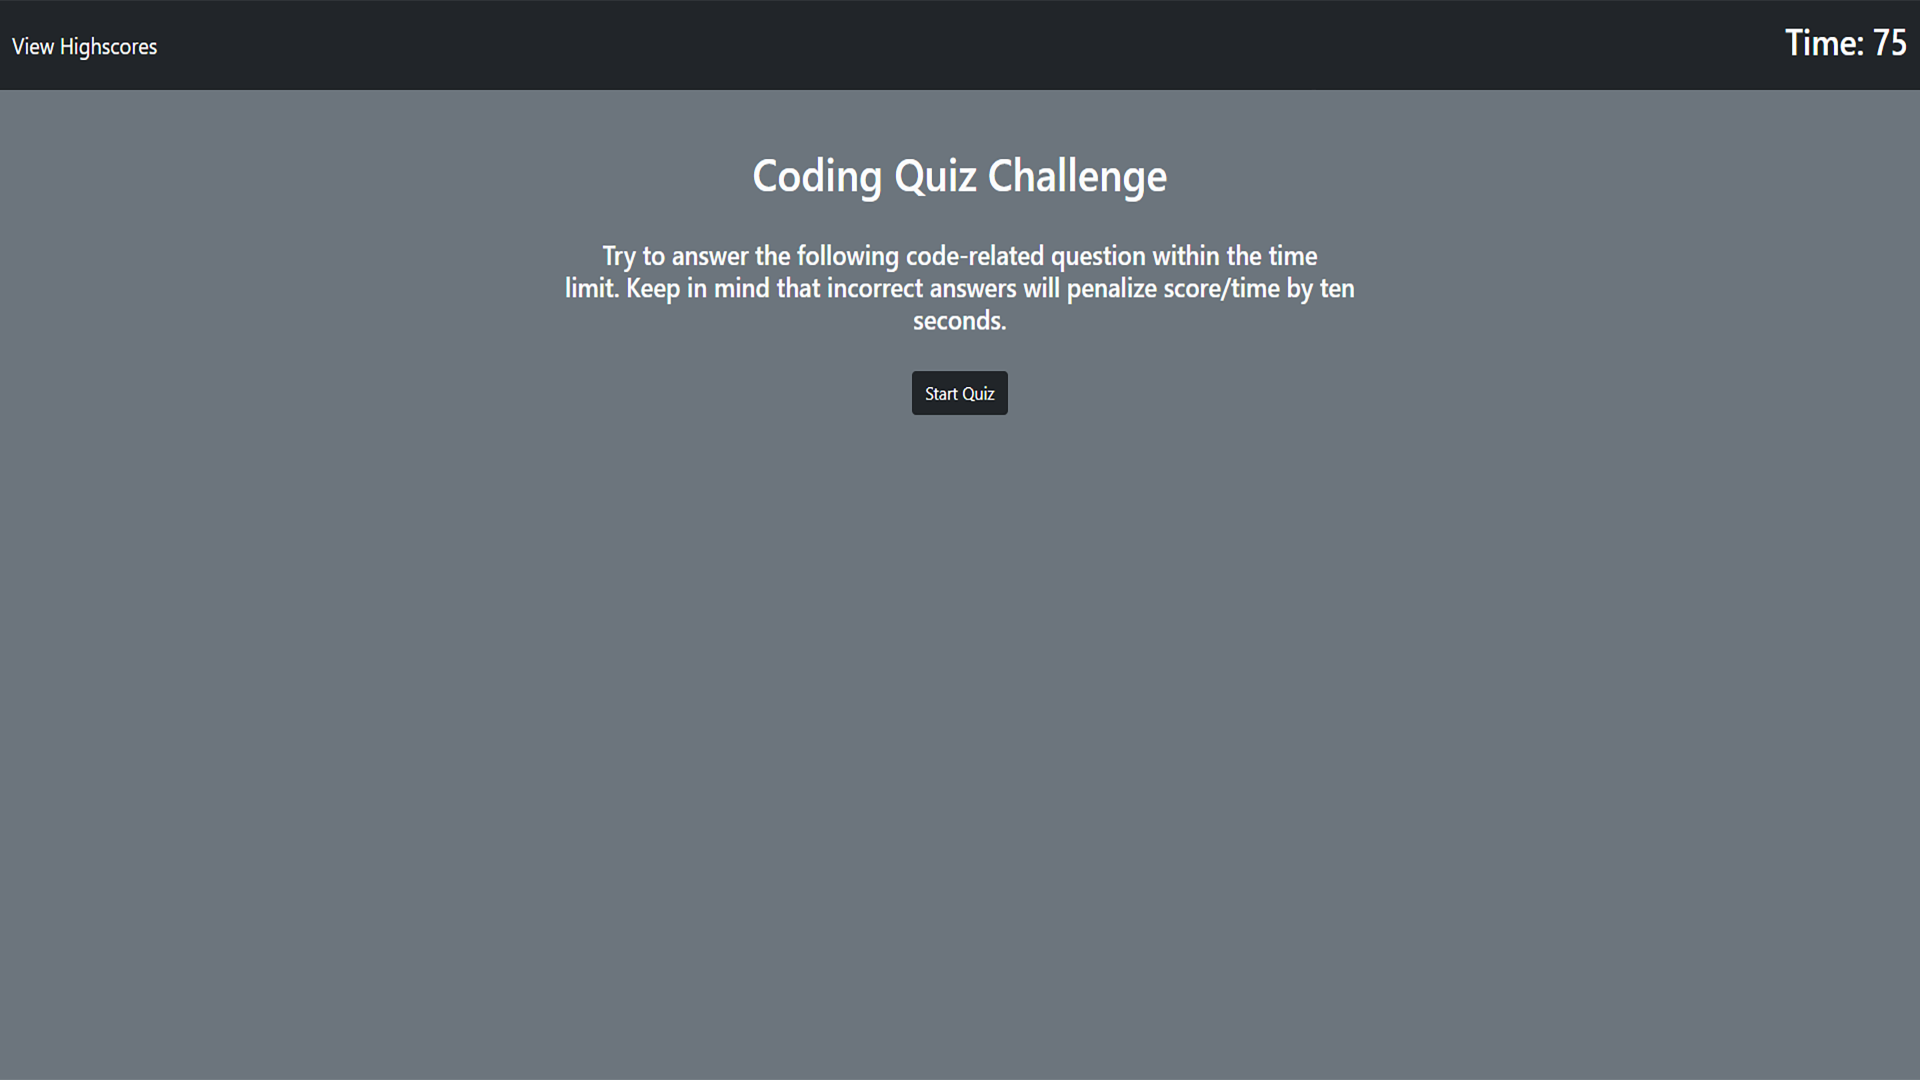 View Highscores
Time: 75
Coding Quiz Challenge
Try to answer the following code-related question within the time
limit. Keep in mind that incorrect answers will penalize score/time by ten
seconds.
Start Quiz